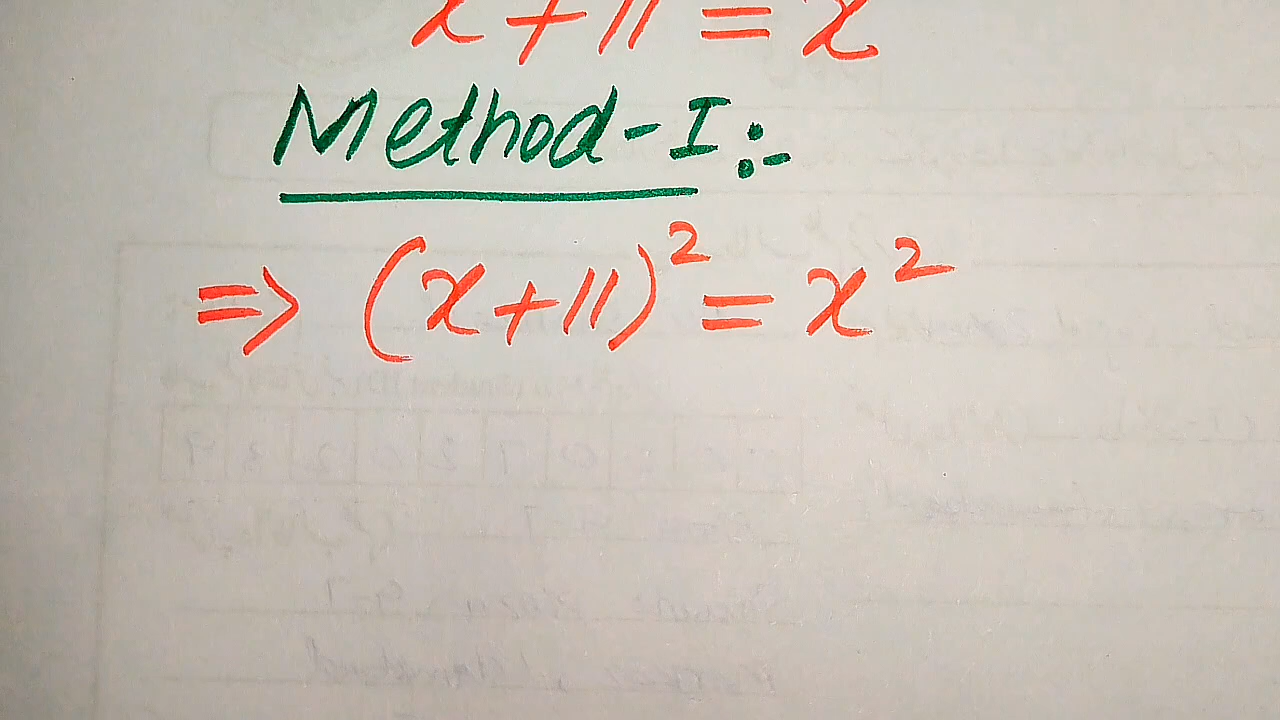 x + 11 = x
Method-I :-
⇒ (x+11)² = x²